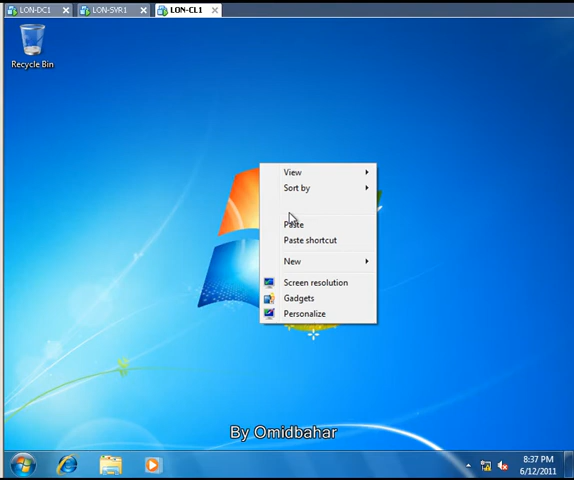 LON-DC1
LON-SVR1
LON-CL1
Recycle Bin
View
Sort by
Paste
Paste shortcut
New
Screen resolution
Gadgets
Personalize
By Omidbahar
8:37 PM
6/12/2011